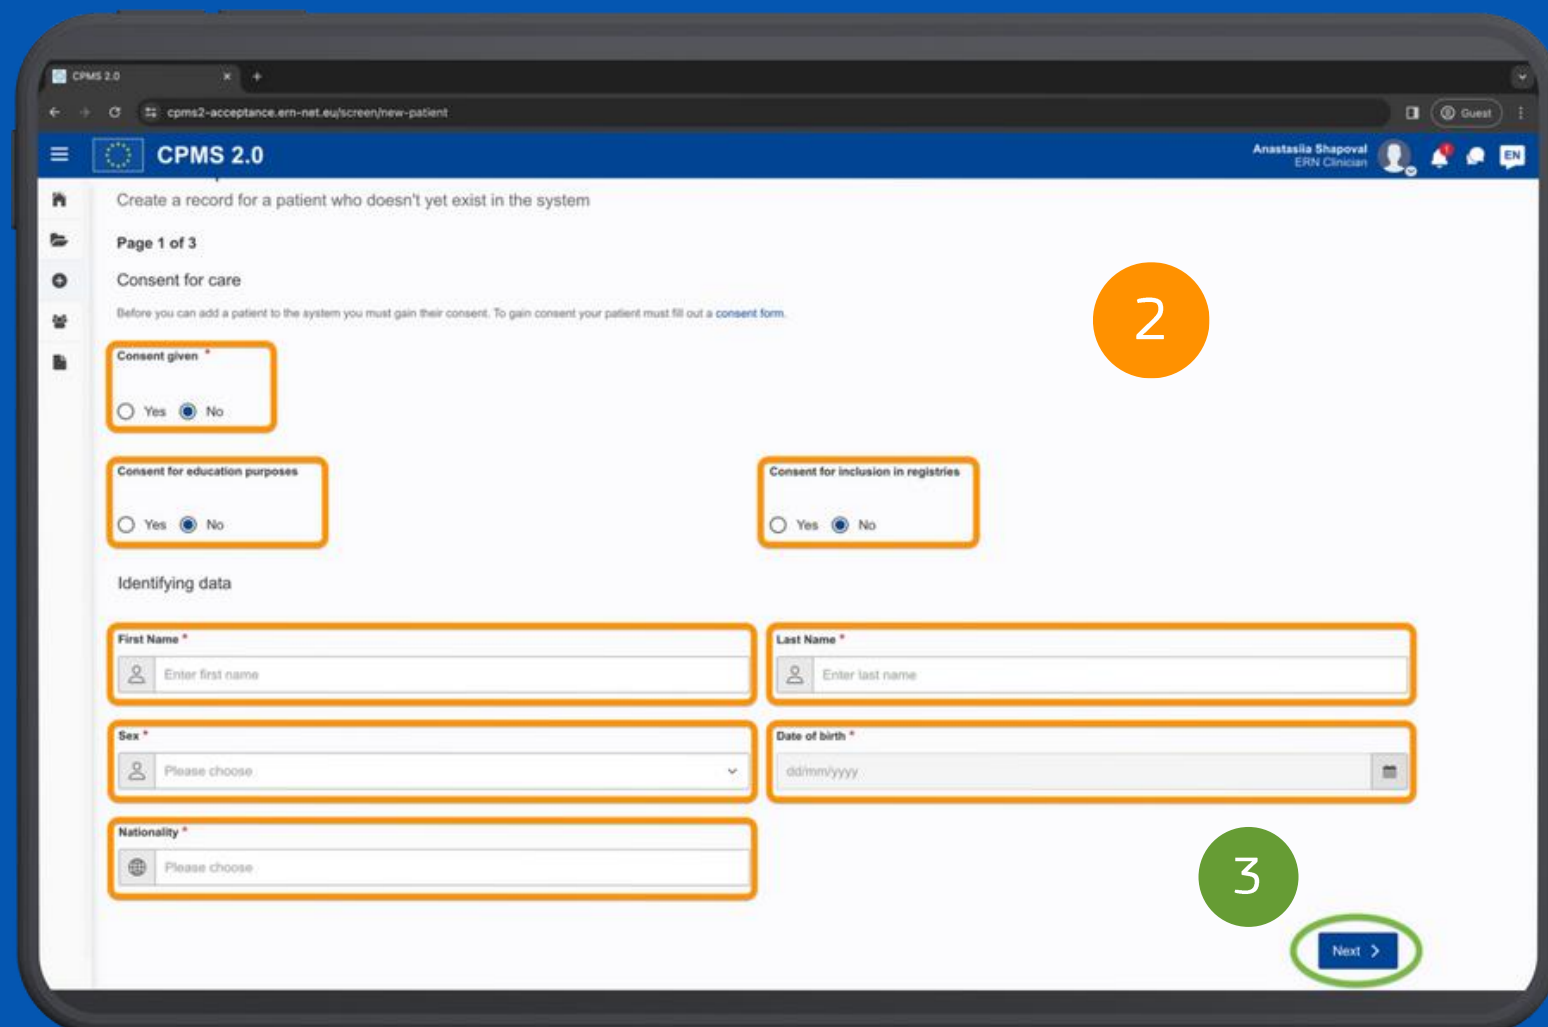 CPMS 2.0
cpms2-acceptance.ern-net.eu/screen/new-patient
Guest
CPMS 2.0
Anastasiia Shapoval
ERN Clinician
1
EN
Create a record for a patient who doesn't yet exist in the system
Page 1 of 3
Consent for care
Before you can add a patient to the system you must gain their consent. To gain consent your patient must fill out a consent form.
2
Consent given *
Yes No
Consent for education purposes
Yes No
Consent for inclusion in registries
Yes No
Identifying data
First Name *
Enter first name
Last Name *
Enter last name
Sex *
Please choose
Date of birth *
dd/mm/yyyy
Nationality *
Please choose
3
Next